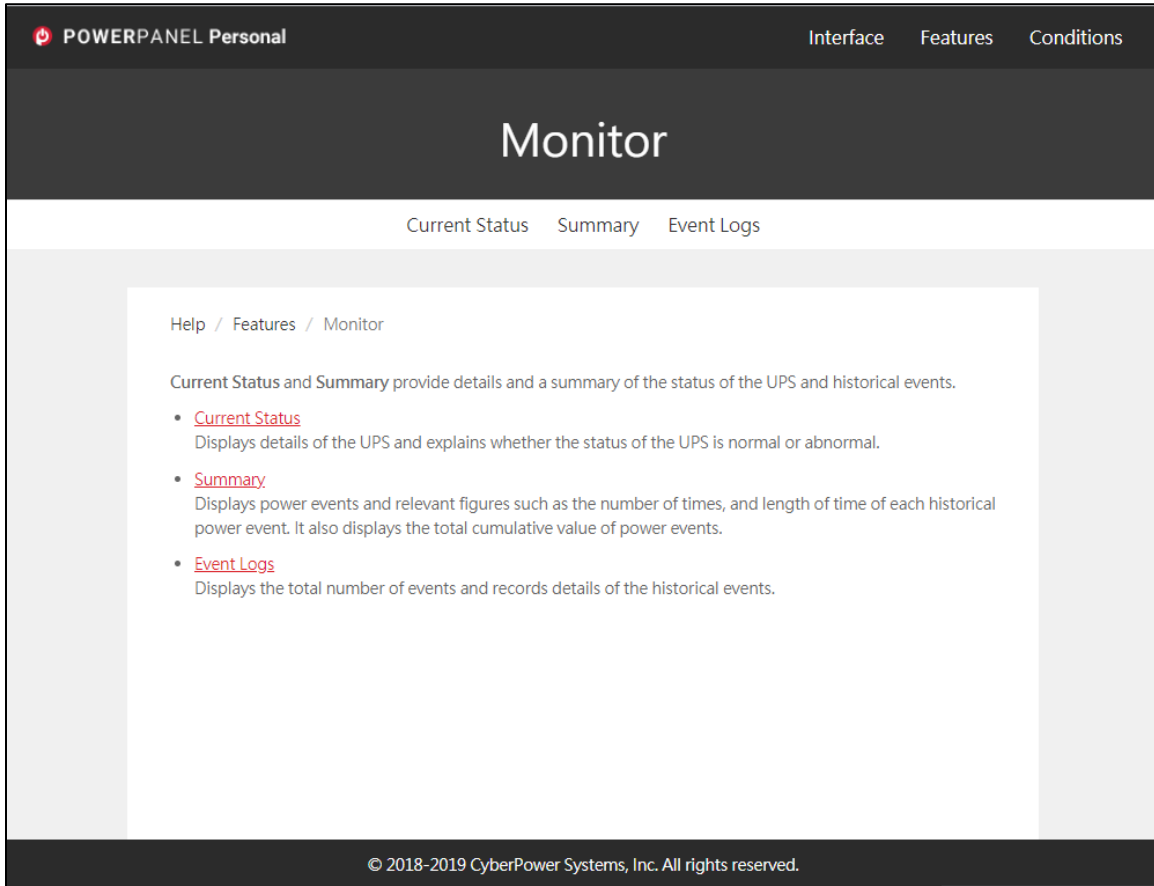 POWERPANEL Personal
Interface Features Conditions
Monitor
Current Status Summary Event Logs
Help / Features / Monitor
Current Status and Summary provide details and a summary of the status of the UPS and historical events.
• Current Status
Displays details of the UPS and explains whether the status of the UPS is normal or abnormal.
• Summary
Displays power events and relevant figures such as the number of times, and length of time of each historical
power event. It also displays the total cumulative value of power events.
• Event Logs
Displays the total number of events and records details of the historical events.
© 2018-2019 CyberPower Systems, Inc. All rights reserved.